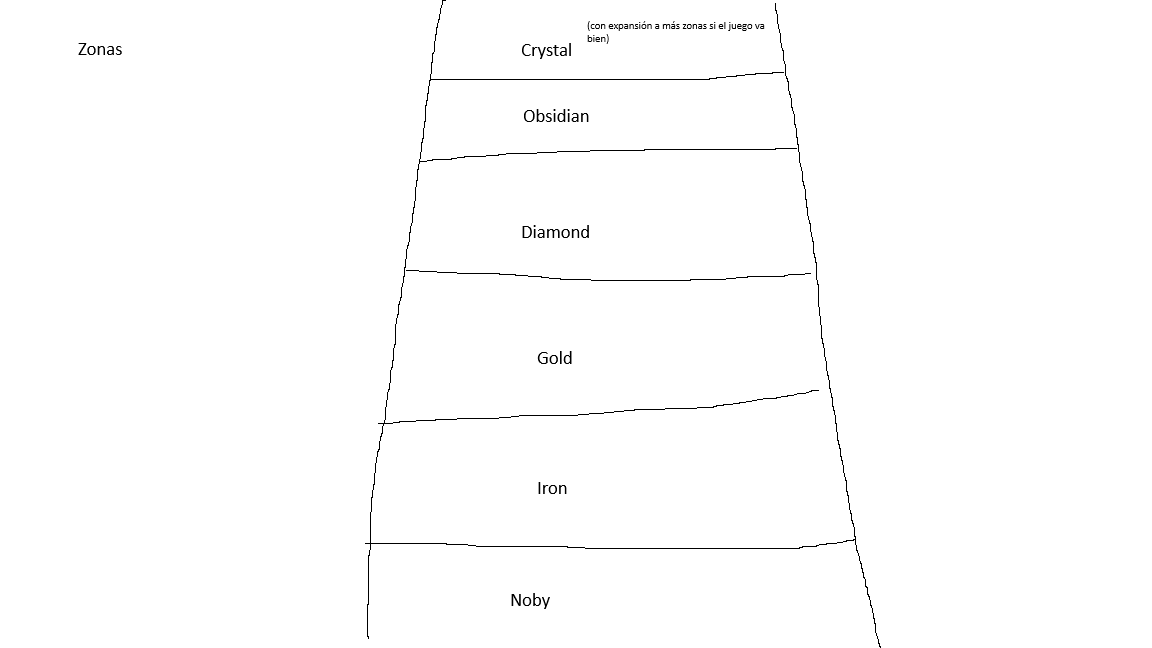 Zonas
(con expansión a más zonas si el juego va
bien)
Crystal
Obsidian
Diamond
Gold
Iron
Noby